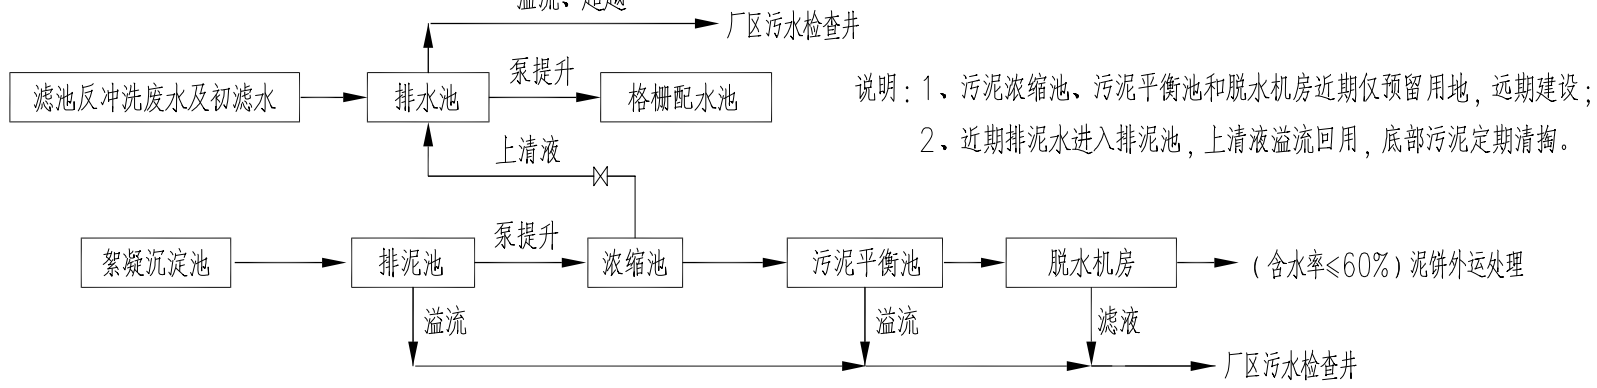 溢流、超越
厂区污水检查井
滤池反冲洗废水及初滤水
排水池
泵提升
格栅配水池
说明：1、污泥浓缩池、污泥平衡池和脱水机房近期仅预留用地，远期建设；
2、近期排泥水进入排泥池，上清液溢流回用，底部污泥定期清掏。
上清液
絮凝沉淀池
排泥池
泵提升
浓缩池
污泥平衡池
脱水机房
（含水率≤60%）泥饼外运处理
溢流
溢流
滤液
厂区污水检查井